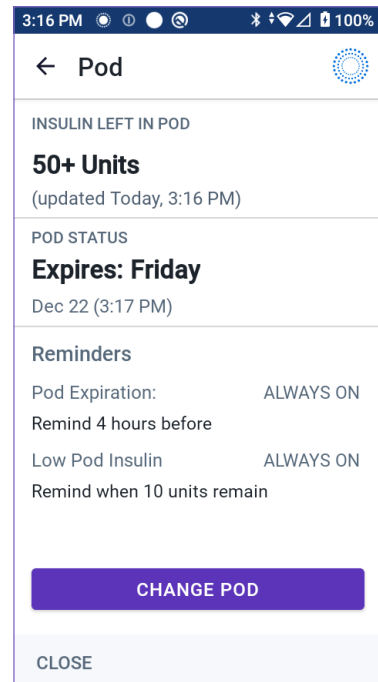 3:16 PM 100%
Pod
INSULIN LEFT IN POD
50+ Units
(updated Today, 3:16 PM)
POD STATUS
Expires: Friday
Dec 22 (3:17 PM)
Reminders
Pod Expiration: ALWAYS ON
Remind 4 hours before
Low Pod Insulin ALWAYS ON
Remind when 10 units remain
CHANGE POD
CLOSE